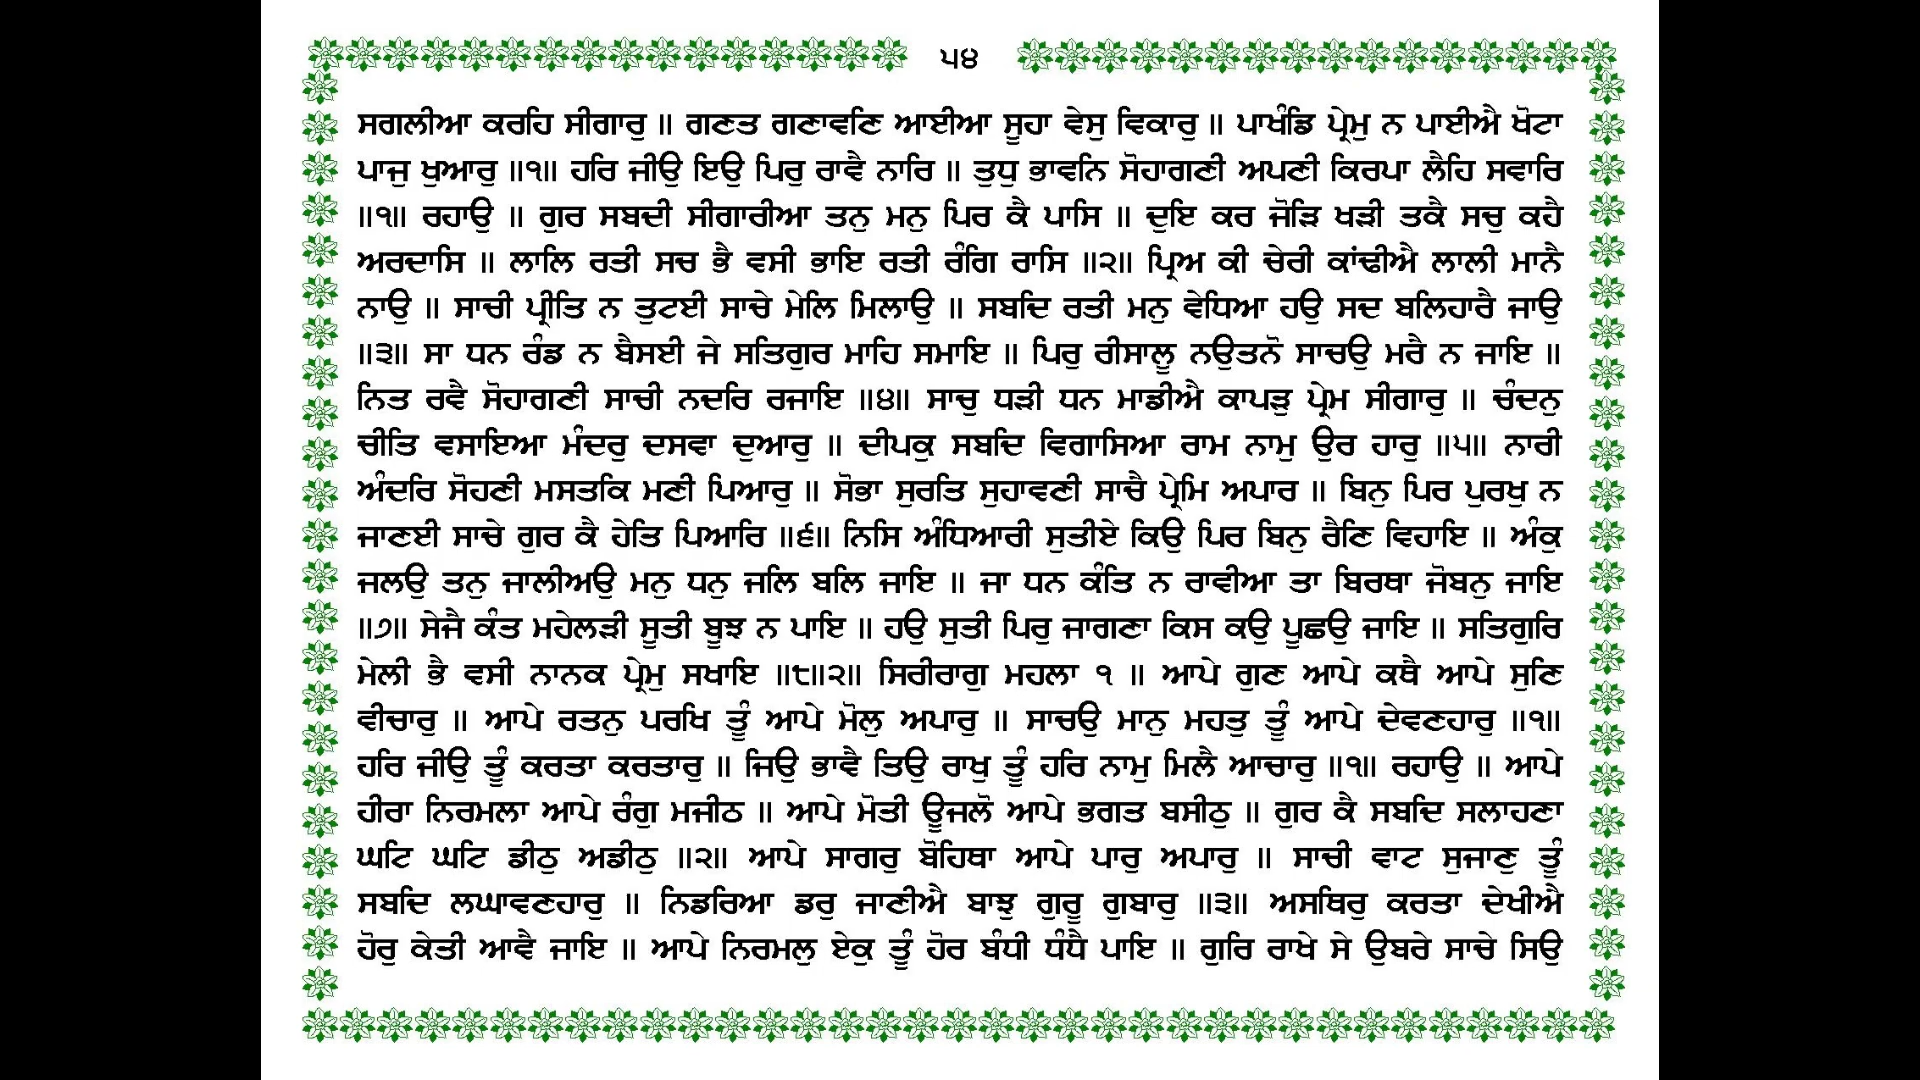 ੫੪
ਸਗਲੀਆ ਕਰਹਿ ਸੀਗਾਰੁ ॥ ਗਣਤ ਗਣਾਵਣਿ ਆਈਆ ਸੂਹਾ ਵੇਸੁ ਵਿਕਾਰੁ ॥ ਪਾਖੰਡਿ ਪ੍ਰੇਮੁ ਨ ਪਾਈਐ ਖੋਟਾ
ਪਾਜੁ ਖੁਆਰੁ ॥੧॥ ਹਰਿ ਜੀਉ ਇਉ ਪਿਰੁ ਰਾਵੈ ਨਾਰਿ ॥ ਤੁਧੁ ਭਾਵਨਿ ਸੋਹਾਗਣੀ ਅਪਣੀ ਕਿਰਪਾ ਲੈਹਿ ਸਵਾਰਿ
॥੧॥ ਰਹਾਉ ॥ ਗੁਰ ਸਬਦੀ ਸੀਗਾਰੀਆ ਤਨੁ ਮਨੁ ਪਿਰ ਕੈ ਪਾਸਿ ॥ ਦੁਇ ਕਰ ਜੋੜਿ ਖੜੀ ਤਕੈ ਸਚੁ ਕਹੈ
ਅਰਦਾਸਿ ॥ ਲਾਲਿ ਰਤੀ ਸਚ ਭੈ ਵਸੀ ਭਾਇ ਰਤੀ ਰੰਗਿ ਰਾਸਿ ॥੨॥ ਪ੍ਰਿਅ ਕੀ ਚੇਰੀ ਕਾਂਢੀਐ ਲਾਲੀ ਮਾਨੈ
ਨਾਉ ॥ ਸਾਚੀ ਪ੍ਰੀਤਿ ਨ ਤੁਟਈ ਸਾਚੇ ਮੇਲਿ ਮਿਲਾਉ ॥ ਸਬਦਿ ਰਤੀ ਮਨੁ ਵੇਧਿਆ ਹਉ ਸਦ ਬਲਿਹਾਰੈ ਜਾਉ
॥੩॥ ਸਾ ਧਨ ਰੰਡ ਨ ਬੈਸਈ ਜੇ ਸਤਿਗੁਰ ਮਾਹਿ ਸਮਾਇ ॥ ਪਿਰੁ ਰੀਸਾਲੂ ਨਉਤਨੋ ਸਾਚਉ ਮਰੈ ਨ ਜਾਇ ॥
ਨਿਤ ਰਵੈ ਸੋਹਾਗਣੀ ਸਾਚੀ ਨਦਰਿ ਰਜਾਇ ॥੪॥ ਸਾਚੁ ਧੜੀ ਧਨ ਮਾਡੀਐ ਕਾਪੜੁ ਪ੍ਰੇਮ ਸੀਗਾਰੁ ॥ ਚੰਦਨੁ
ਚੀਤਿ ਵਸਾਇਆ ਮੰਦਰੁ ਦਸਵਾ ਦੁਆਰੁ ॥ ਦੀਪਕੁ ਸਬਦਿ ਵਿਗਾਸਿਆ ਰਾਮ ਨਾਮੁ ਉਰ ਹਾਰੁ ॥੫॥ ਨਾਰੀ
ਅੰਦਰਿ ਸੋਹਣੀ ਮਸਤਕਿ ਮਣੀ ਪਿਆਰੁ ॥ ਸੋਭਾ ਸੁਰਤਿ ਸੁਹਾਵਣੀ ਸਾਚੈ ਪ੍ਰੇਮਿ ਅਪਾਰ ॥ ਬਿਨੁ ਪਿਰ ਪੁਰਖੁ ਨ
ਜਾਣਈ ਸਾਚੇ ਗੁਰ ਕੈ ਹੇਤਿ ਪਿਆਰਿ ॥੬॥ ਨਿਸਿ ਅੰਧਿਆਰੀ ਸੁਤੀਏ ਕਿਉ ਪਿਰ ਬਿਨੁ ਰੈਣਿ ਵਿਹਾਇ ॥ ਅੰਕੁ
ਜਲਉ ਤਨੁ ਜਾਲੀਅਉ ਮਨੁ ਧਨੁ ਜਲਿ ਬਲਿ ਜਾਇ ॥ ਜਾ ਧਨ ਕੰਤਿ ਨ ਰਾਵੀਆ ਤਾ ਬਿਰਥਾ ਜੋਬਨੁ ਜਾਇ
॥੭॥ ਸੇਜੈ ਕੰਤ ਮਹੇਲੜੀ ਸੂਤੀ ਬੂਝ ਨ ਪਾਇ ॥ ਹਉ ਸੁਤੀ ਪਿਰੁ ਜਾਗਣਾ ਕਿਸ ਕਉ ਪੂਛਉ ਜਾਇ ॥ ਸਤਿਗੁਰਿ
ਮੇਲੀ ਭੈ ਵਸੀ ਨਾਨਕ ਪ੍ਰੇਮੁ ਸਖਾਇ ॥੮॥੨॥ ਸਿਰੀਰਾਗੁ ਮਹਲਾ ੧ ॥ ਆਪੇ ਗੁਣ ਆਪੇ ਕਥੈ ਆਪੇ ਸੁਣਿ
ਵੀਚਾਰੁ ॥ ਆਪੇ ਰਤਨੁ ਪਰਖਿ ਤੂੰ ਆਪੇ ਮੋਲੁ ਅਪਾਰੁ ॥ ਸਾਚਉ ਮਾਨੁ ਮਹਤੁ ਤੂੰ ਆਪੇ ਦੇਵਣਹਾਰੁ ॥੧॥
ਹਰਿ ਜੀਉ ਤੂੰ ਕਰਤਾ ਕਰਤਾਰੁ ॥ ਜਿਉ ਭਾਵੈ ਤਿਉ ਰਾਖੁ ਤੂੰ ਹਰਿ ਨਾਮੁ ਮਿਲੈ ਆਚਾਰੁ ॥੧॥ ਰਹਾਉ ॥ ਆਪੇ
ਹੀਰਾ ਨਿਰਮਲਾ ਆਪੇ ਰੰਗੁ ਮਜੀਠ ॥ ਆਪੇ ਮੋਤੀ ਊਜਲੋ ਆਪੇ ਭਗਤ ਬਸੀਠੁ ॥ ਗੁਰ ਕੈ ਸਬਦਿ ਸਲਾਹਣਾ
ਘਟਿ ਘਟਿ ਡੀਠੁ ਅਡੀਠੁ ॥੨॥ ਆਪੇ ਸਾਗਰੁ ਬੋਹਿਥਾ ਆਪੇ ਪਾਰੁ ਅਪਾਰੁ ॥ ਸਾਚੀ ਵਾਟ ਸੁਜਾਣੁ ਤੂੰ
ਸਬਦਿ ਲਘਾਵਣਹਾਰੁ ॥ ਨਿਡਰਿਆ ਡਰੁ ਜਾਣੀਐ ਬਾਝੁ ਗੁਰੂ ਗੁਬਾਰੁ ॥੩॥ ਅਸਥਿਰੁ ਕਰਤਾ ਦੇਖੀਐ
ਹੋਰੁ ਕੇਤੀ ਆਵੈ ਜਾਇ ॥ ਆਪੇ ਨਿਰਮਲੁ ਏਕੁ ਤੂੰ ਹੋਰ ਬੰਧੀ ਧੰਧੈ ਪਾਇ ॥ ਗੁਰਿ ਰਾਖੇ ਸੇ ਉਬਰੇ ਸਾਚੇ ਸਿਉ